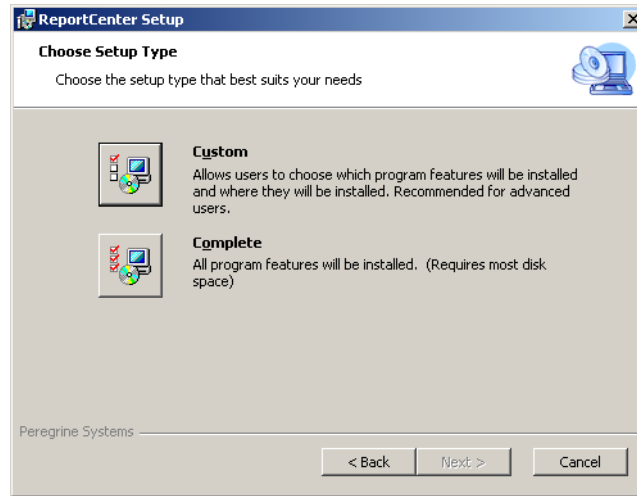 ReportCenter Setup
Choose Setup Type
Choose the setup type that best suits your needs
Custom
Allows users to choose which program features will be installed
and where they will be installed. Recommended for advanced
users.
Complete
All program features will be installed. (Requires most disk
space)
Peregrine Systems
< Back Next > Cancel